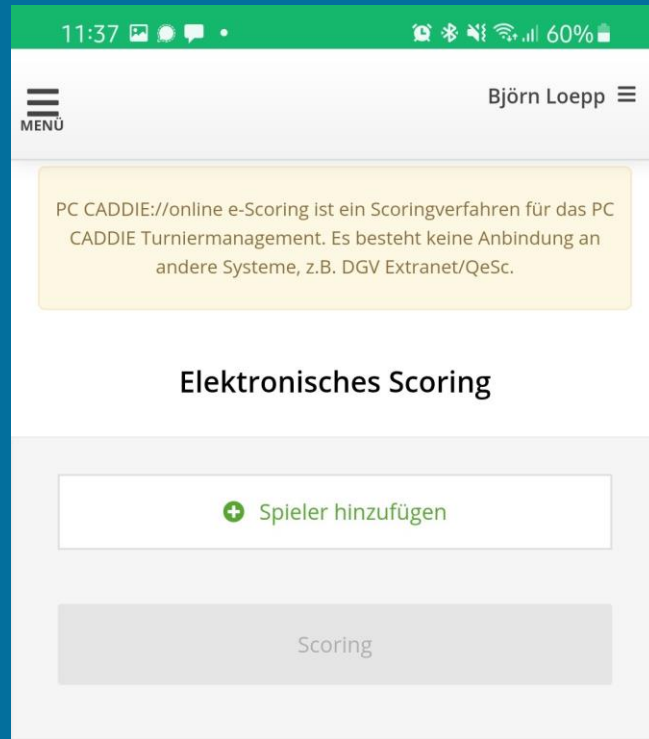 11:37
60%
MENÜ
Björn Loepp
PC CADDIE://online e-Scoring ist ein Scoringverfahren für das PC
CADDIE Turniermanagement. Es besteht keine Anbindung an
andere Systeme, z.B. DGV Extranet/QeSc.
Elektronisches Scoring
Spieler hinzufügen
Scoring